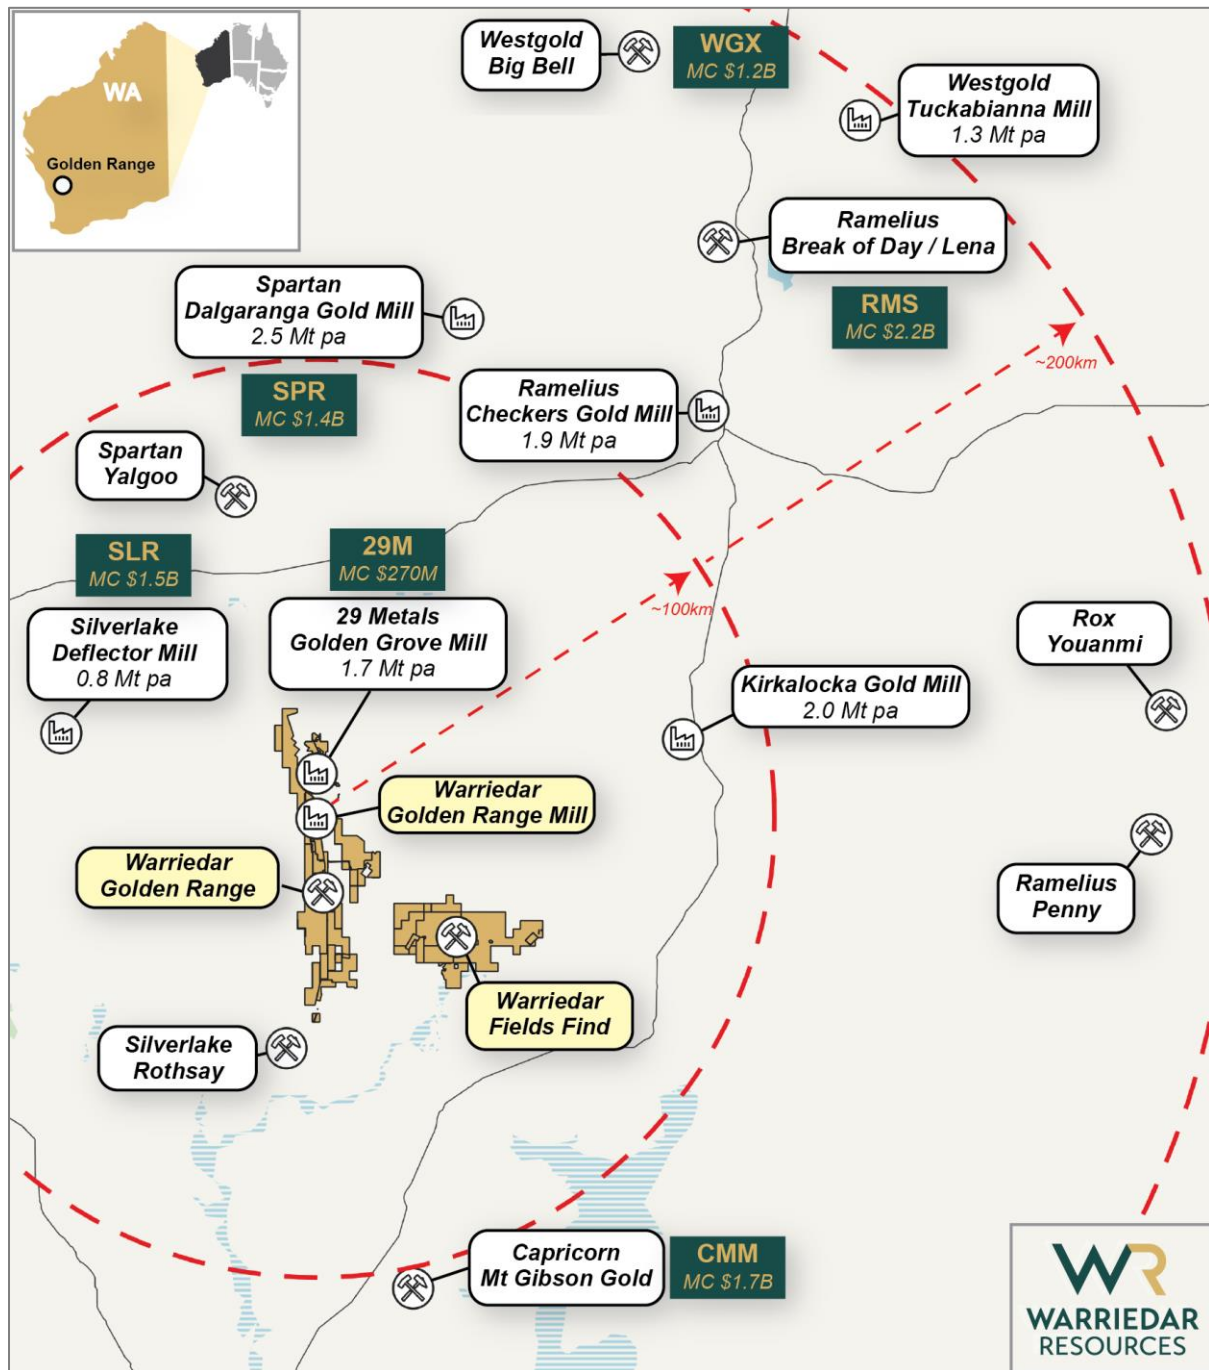 WA
Golden Range
Westgold
Big Bell
WGX
MC $1.2B
Westgold
Tuckabianna Mill
1.3 Mt pa
Ramelius
Break of Day / Lena
RMS
MC $2.2B
Spartan
Dalgaranga Gold Mill
2.5 Mt pa
SPR
MC $1.4B
~200km
Ramelius
Checkers Gold Mill
1.9 Mt pa
Spartan
Yalgoo
SLR
MC $1.5B
29M
MC $270M
~100km
Silverlake
Deflector Mill
0.8 Mt pa
29 Metals
Golden Grove Mill
1.7 Mt pa
Rox
Youanmi
Kirkalocka Gold Mill
2.0 Mt pa
Warriedar
Golden Range Mill
Warriedar
Golden Range
Ramelius
Penny
Warriedar
Fields Find
Silverlake
Rothsay
Capricorn
Mt Gibson Gold
CMM
MC $1.7B
WR
WARRIEDAR
RESOURCES